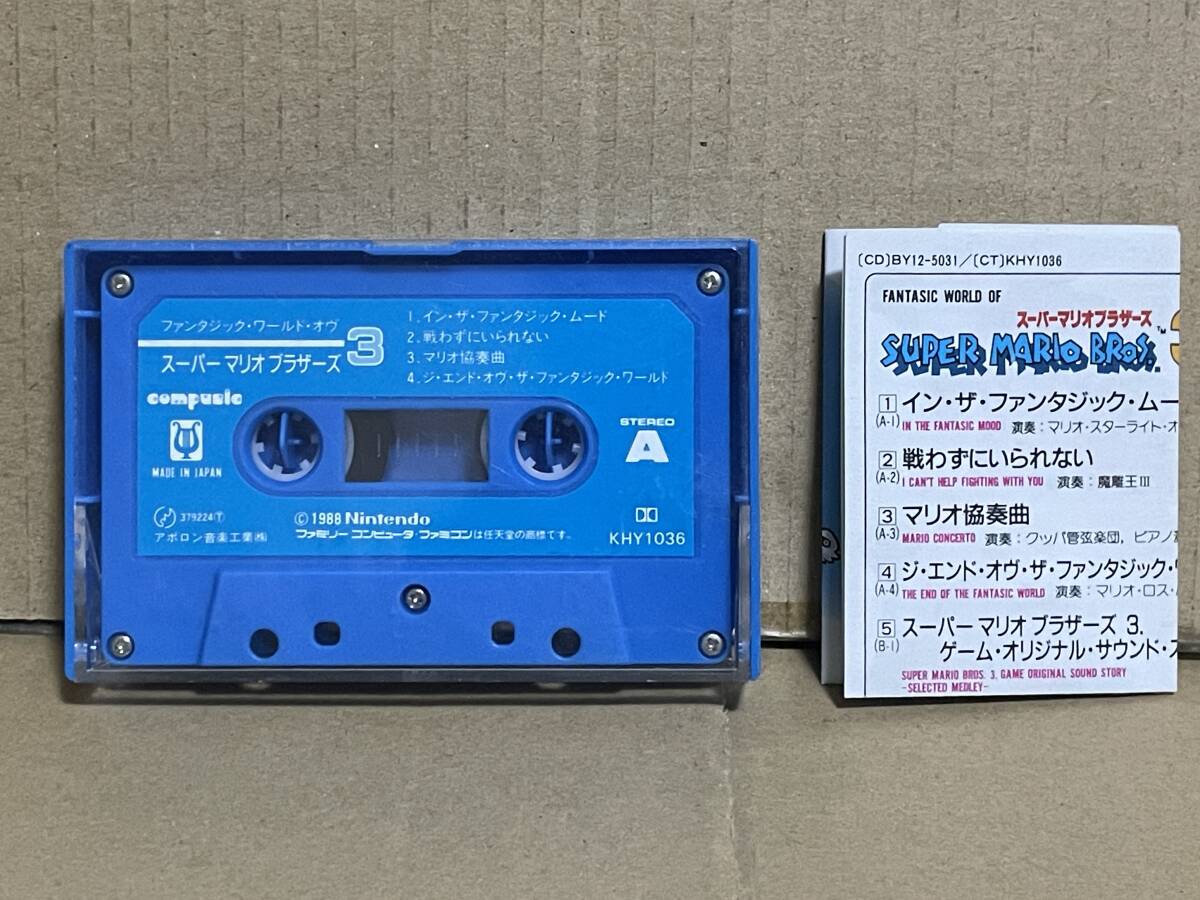 ファンタジック・ワールド・オヴ
スーパー マリオ ブラザーズ 3
compusic
MADE IN JAPAN
1. イン・ザ・ファンタジック・ムード
2. 戦わずにいられない
3. マリオ協奏曲
4. ジ・エンド・オヴ・ザ・ファンタジック・ワールド
STEREO
A
379224 Ⓣ
アポロン音楽工業㈱
© 1988 Nintendo
ファミリー コンピュータ・ファミコンは任天堂の商標です。
KHY1036
〔CD〕BY12-5031/〔CT〕KHY1036
FANTASIC WORLD OF
スーパーマリオブラザーズ
SUPER MARIO BROS.™
1 イン・ザ・ファンタジック・ムー
(A-1) IN THE FANTASIC MOOD 演奏:マリオ・スターライト・オ
2 戦わずにいられない
(A-2) I CAN'T HELP FIGHTING WITH YOU 演奏:魔雕王III
3 マリオ協奏曲
(A-3) MARIO CONCERTO 演奏:クッパ管弦楽団, ピアノ
4 ジ・エンド・オヴ・ザ・ファンタジック・
(A-4) THE END OF THE FANTASIC WORLD 演奏:マリオ・ロス・
5 スーパー マリオ ブラザーズ 3.
(B-1) ゲーム・オリジナル・サウンド・ス
SUPER MARIO BROS. 3, GAME ORIGINAL SOUND STORY
-SELECTED MEDLEY-